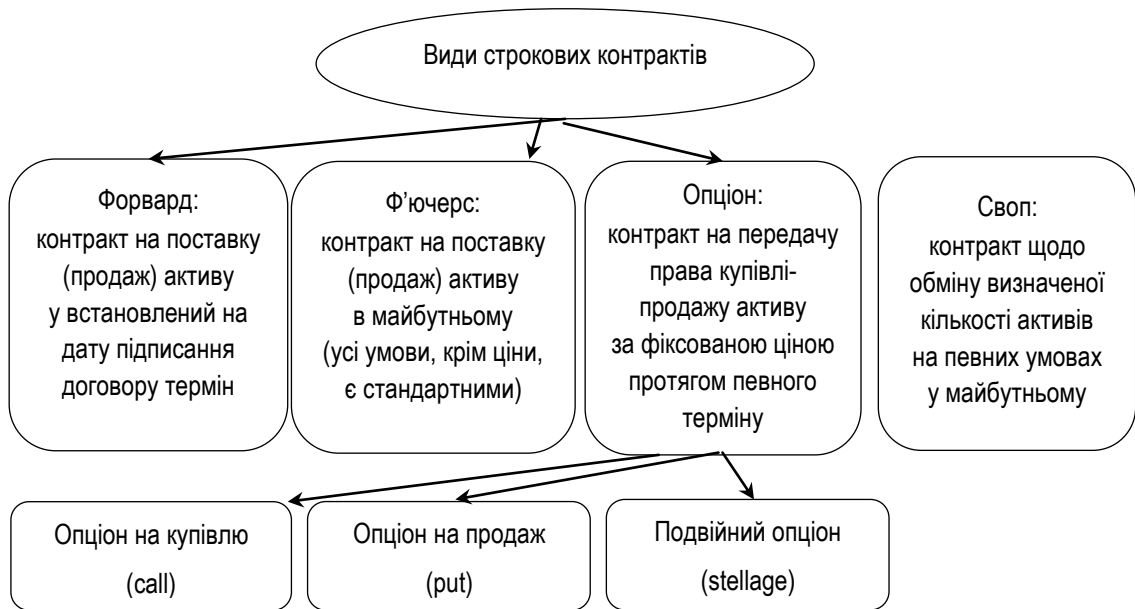 Види строкових контрактів
Форвард:
контракт на поставку
(продаж) активу
у встановлений на
дату підписання
договору термін
Ф’ючерс:
контракт на поставку
(продаж) активу
в майбутньому
(усі умови, крім ціни,
є стандартними)
Опціон:
контракт на передачу
права купівлі-
продажу активу
за фіксованою ціною
протягом певного
терміну
Своп:
контракт щодо
обміну визначеної
кількості активів
на певних умовах
у майбутньому
Опціон на купівлю
(call)
Опціон на продаж
(put)
Подвійний опціон
(stellage)